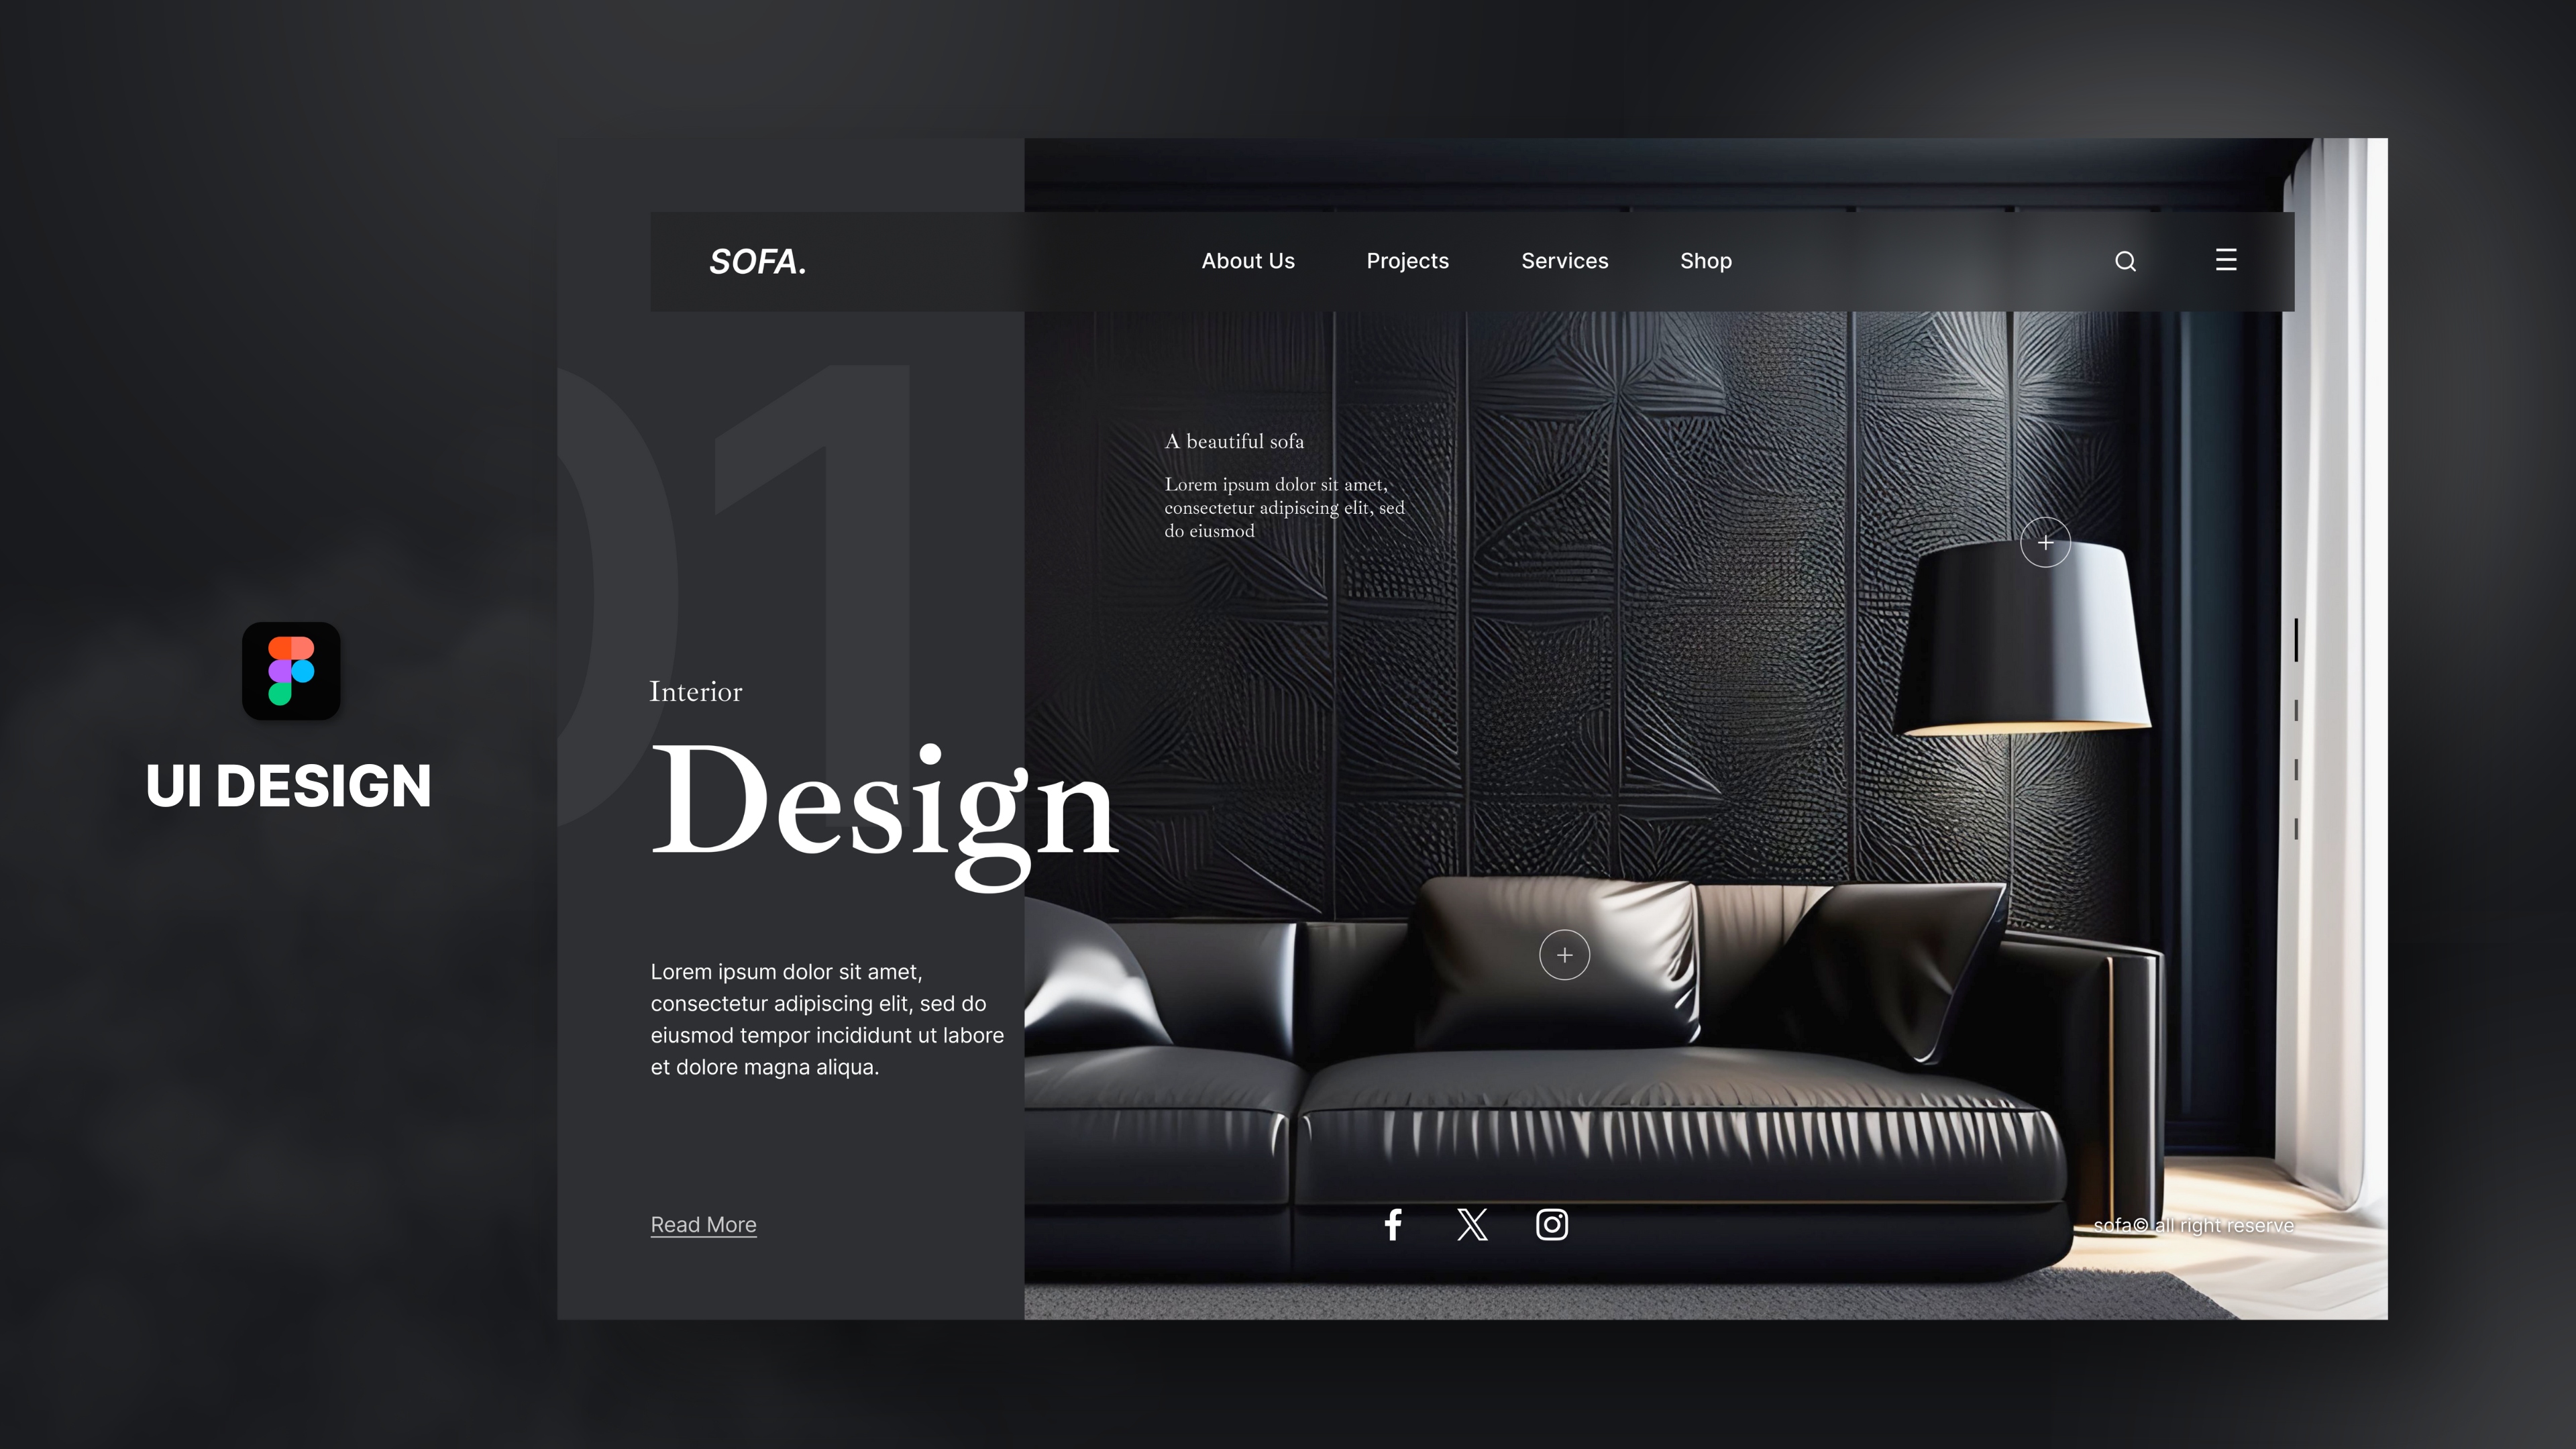 SOFA.
About Us
Projects
Services
Shop
01
A beautiful sofa
Lorem ipsum dolor sit amet,
consectetur adipiscing elit, sed
do eiusmod
UI DESIGN
Interior
Design
Lorem ipsum dolor sit amet,
consectetur adipiscing elit, sed do
eiusmod tempor incididunt ut labore
et dolore magna aliqua.
Read More
sofa© all right reserve